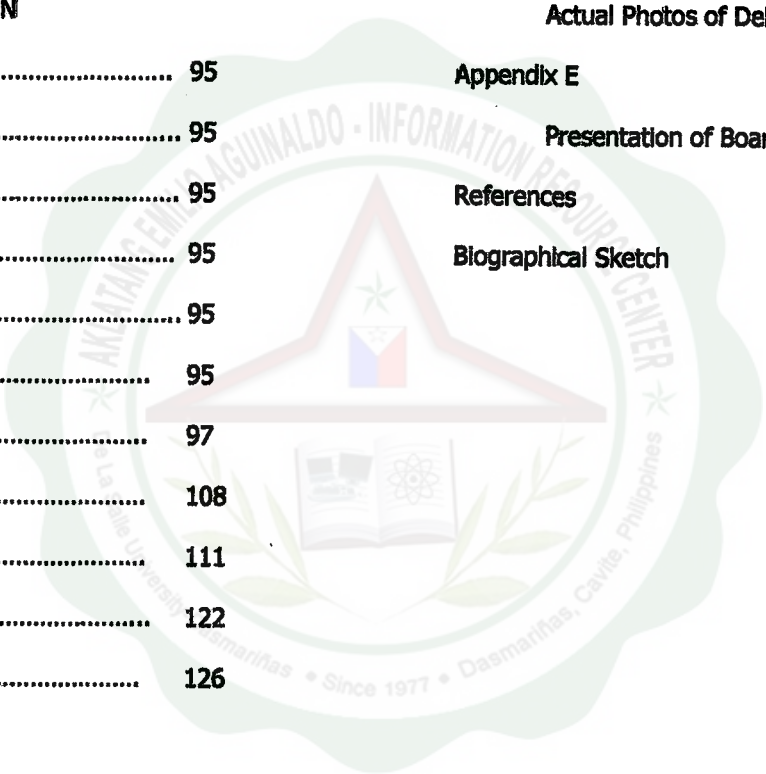 N
.......................... 95
............................ 95
............................ 95
........................... 95
............................ 95
....................... 95
....................... 97
....................... 108
....................... 111
....................... 122
...................... 126
Actual Photos of Del
Appendix E
Presentation of Boar
References
Biographical Sketch
AKLATANG EMILIO AGUINALDO - INFORMATION RESOURCE CENTER
De La Salle University Dasmariñas • Since 1977 • Dasmariñas, Cavite, Philippines